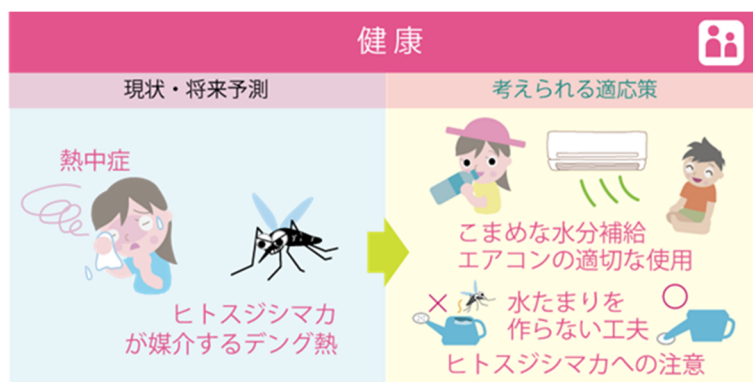 健康
現状・将来予測
考えられる適応策
熱中症
ヒトスジシマカ
が媒介するデング熱
こまめな水分補給
エアコンの適切な使用
水たまりを
作らない工夫
ヒトスジシマカへの注意